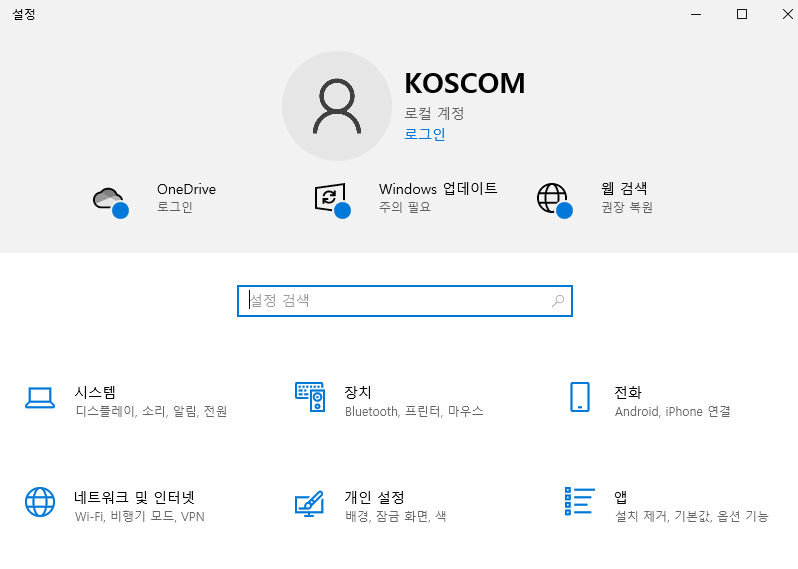 설정
KOSCOM
로컬 계정
로그인
OneDrive
로그인
Windows 업데이트
주의 필요
웹 검색
권장 복원
설정 검색
시스템
디스플레이, 소리, 알림, 전원
장치
Bluetooth, 프린터, 마우스
전화
Android, iPhone 연결
네트워크 및 인터넷
Wi-Fi, 비행기 모드, VPN
개인 설정
배경, 잠금 화면, 색
앱
설치 제거, 기본값, 옵션 기능